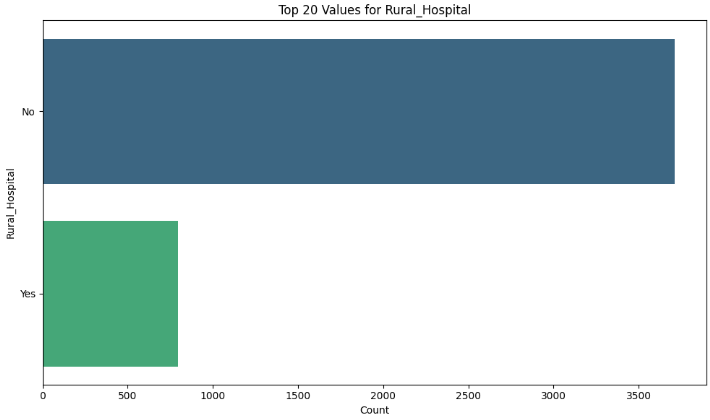 Top 20 Values for Rural_Hospital
Rural_Hospital
No
Yes
0 500 1000 1500 2000 2500 3000 3500
Count